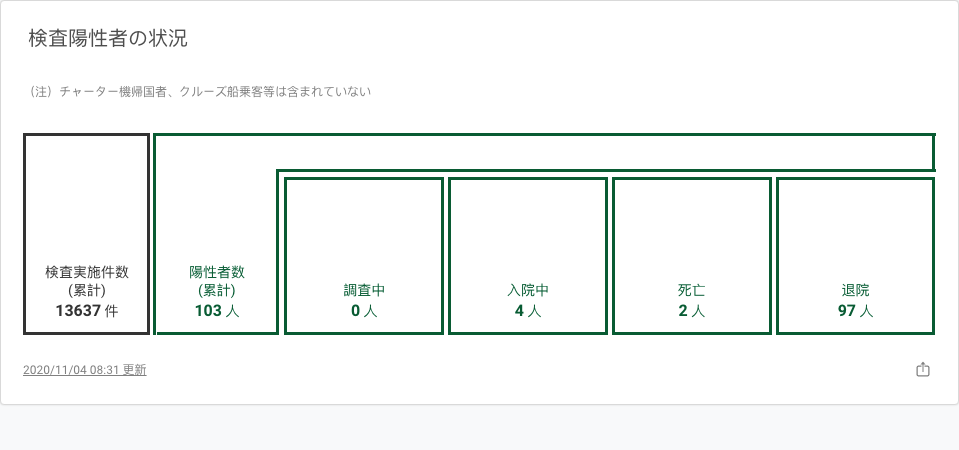 検査陽性者の状況
（注）チャーター機帰国者、クルーズ船乗客等は含まれていない
検査実施件数
(累計)
13637 件
陽性者数
(累計)
103 人
調査中
0 人
入院中
4 人
死亡
2 人
退院
97 人
2020/11/04 08:31 更新